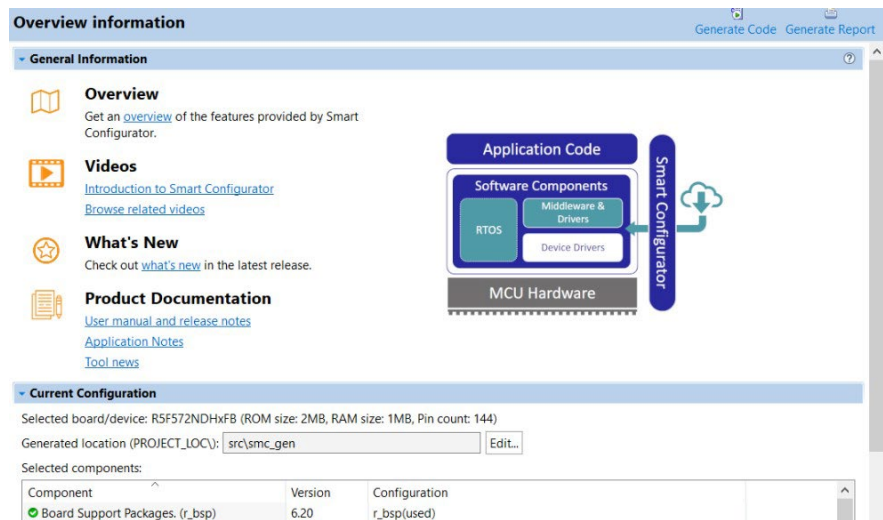 Overview information
Generate Code Generate Report
General Information
Overview
Get an overview of the features provided by Smart
Configurator.
Videos
Introduction to Smart Configurator
Browse related videos
What's New
Check out what's new in the latest release.
Product Documentation
User manual and release notes
Application Notes
Tool news
Application Code
Software Components
RTOS
Middleware &
Drivers
Device Drivers
MCU Hardware
Smart Configurator
Current Configuration
Selected board/device: R5F572NDHxFB (ROM size: 2MB, RAM size: 1MB, Pin count: 144)
Generated location (PROJECT_LOC\): src\smc_gen Edit...
Selected components:
Component Version Configuration
Board Support Packages. (r_bsp) 6.20 r_bsp(used)